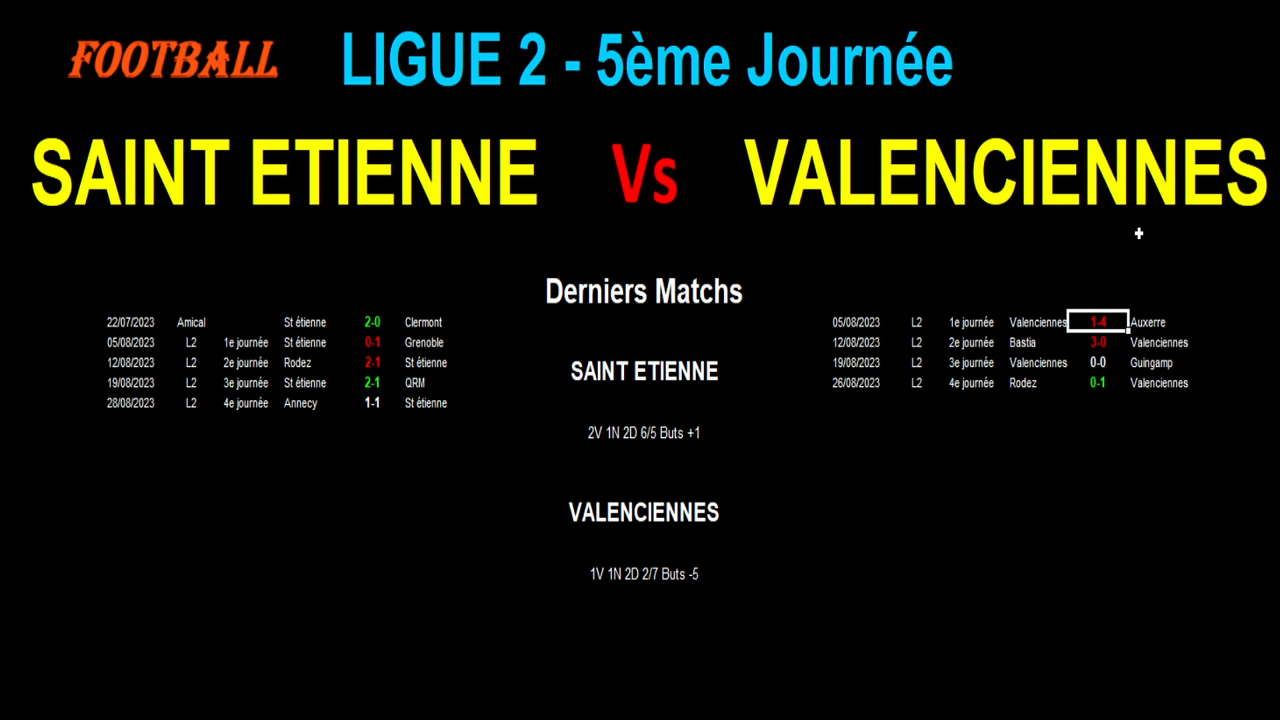 FOOTBALL
LIGUE 2 - 5ème Journée
SAINT ETIENNE Vs VALENCIENNES
Derniers Matchs
22/07/2023 Amical St étienne 2-0 Clermont
05/08/2023 L2 1e journée St étienne 0-1 Grenoble
12/08/2023 L2 2e journée Rodez 2-1 St étienne
19/08/2023 L2 3e journée St étienne 2-1 QRM
28/08/2023 L2 4e journée Annecy 1-1 St étienne
SAINT ETIENNE
2V 1N 2D 6/5 Buts +1
VALENCIENNES
1V 1N 2D 2/7 Buts -5
05/08/2023 L2 1e journée Valenciennes 1-4 Auxerre
12/08/2023 L2 2e journée Bastia 3-0 Valenciennes
19/08/2023 L2 3e journée Valenciennes 0-0 Guingamp
26/08/2023 L2 4e journée Rodez 0-1 Valenciennes